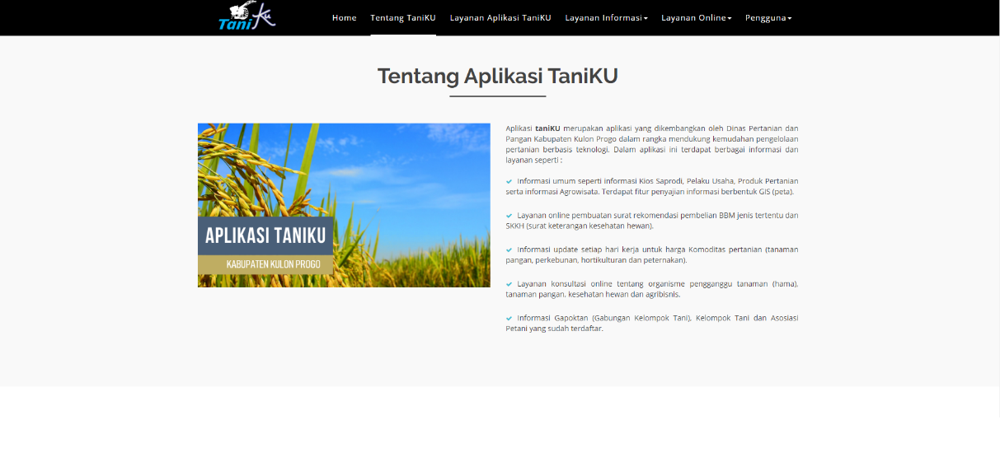 Tani Ku
Home
Tentang TaniKU
Layanan Aplikasi TaniKU
Layanan Informasi
Layanan Online
Pengguna
Tentang Aplikasi TaniKU
APLIKASI TANIKU
KABUPATEN KULON PROGO
Aplikasi taniKU merupakan aplikasi yang dikembangkan oleh Dinas Pertanian dan
Pangan Kabupaten Kulon Progo dalam rangka mendukung kemudahan pengelolaan
pertanian berbasis teknologi. Dalam aplikasi ini terdapat berbagai informasi dan
layanan seperti :
Informasi umum seperti informasi Kios Saprodi, Pelaku Usaha, Produk Pertanian
serta informasi Agrowisata. Terdapat fitur penyajian informasi berbentuk GIS (peta).
Layanan online pembuatan surat rekomendasi pembelian BBM jenis tertentu dan
SKKH (surat keterangan kesehatan hewan).
Informasi update setiap hari kerja untuk harga Komoditas pertanian (tanaman
pangan, perkebunan, hortikulturan dan peternakan).
Layanan konsultasi online tentang organisme pengganggu tanaman (hama),
tanaman pangan, kesehatan hewan dan agribisnis.
Informasi Gapoktan (Gabungan Kelompok Tani), Kelompok Tani dan Asosiasi
Petani yang sudah terdaftar.